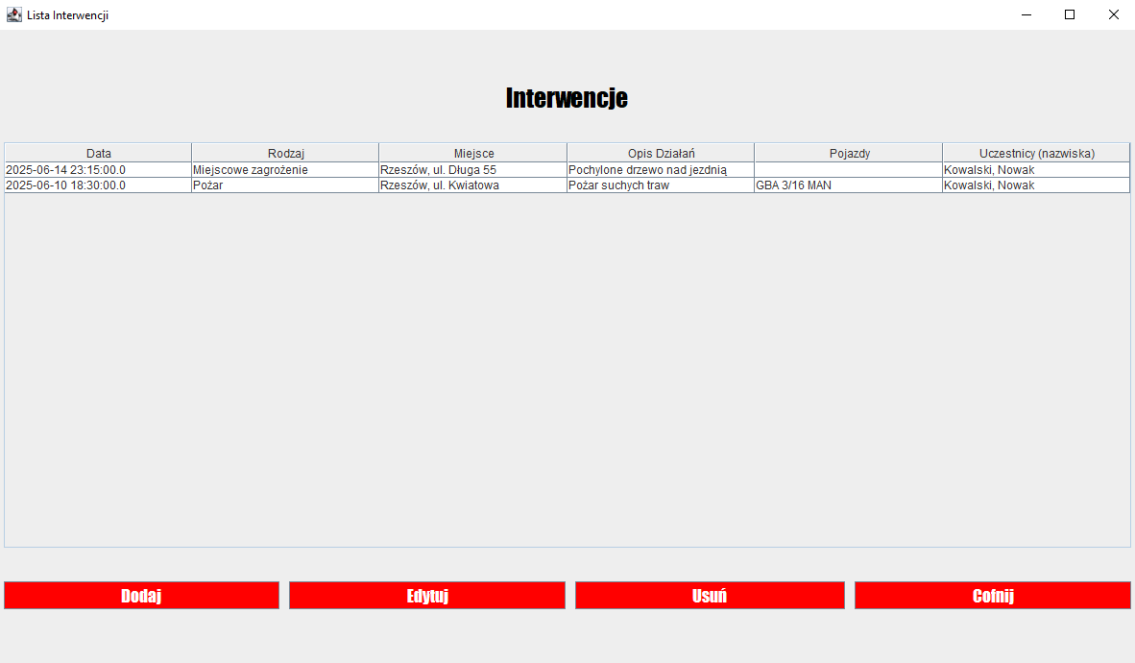 Lista Interwencji
Interwencje
Data Rodzaj Miejsce Opis Działań Pojazdy Uczestnicy (nazwiska)
2025-06-14 23:15:00.0 Miejscowe zagrożenie Rzeszów, ul. Długa 55 Pochylone drzewo nad jezdnią Kowalski, Nowak
2025-06-10 18:30:00.0 Pożar Rzeszów, ul. Kwiatowa Pożar suchych traw GBA 3/16 MAN Kowalski, Nowak
Dodaj Edytuj Usuń Cofnij